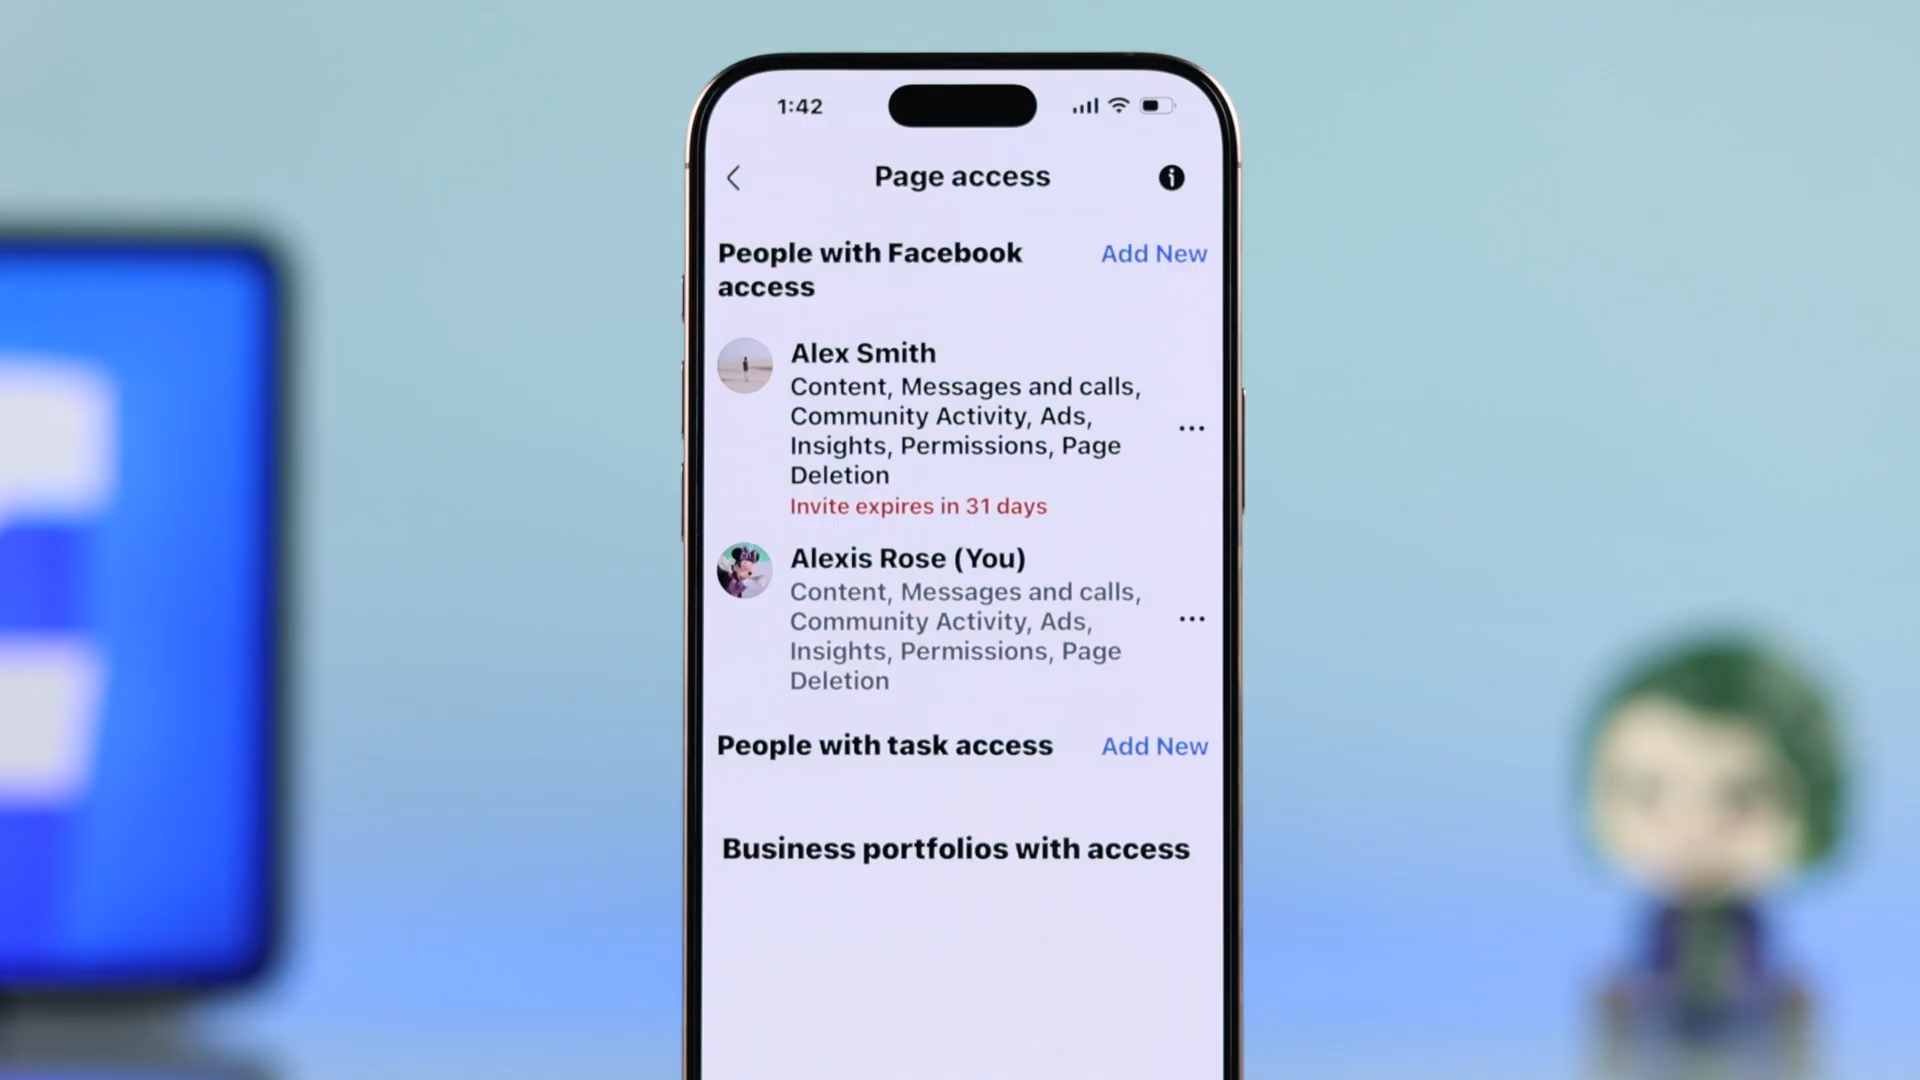 1:42
Page access
People with Facebook access
Add New
Alex Smith
Content, Messages and calls,
Community Activity, Ads,
Insights, Permissions, Page
Deletion
Invite expires in 31 days
Alexis Rose (You)
Content, Messages and calls,
Community Activity, Ads,
Insights, Permissions, Page
Deletion
People with task access
Add New
Business portfolios with access